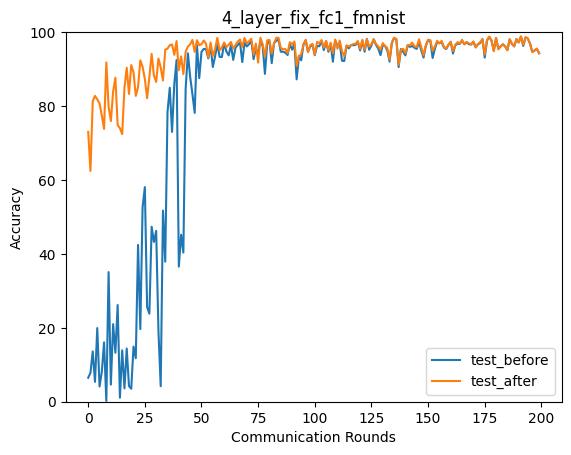 4_layer_fix_fc1_fmnist
Accuracy
100
80
60
40
20
0
0 25 50 75 100 125 150 175 200
Communication Rounds
test_before
test_after